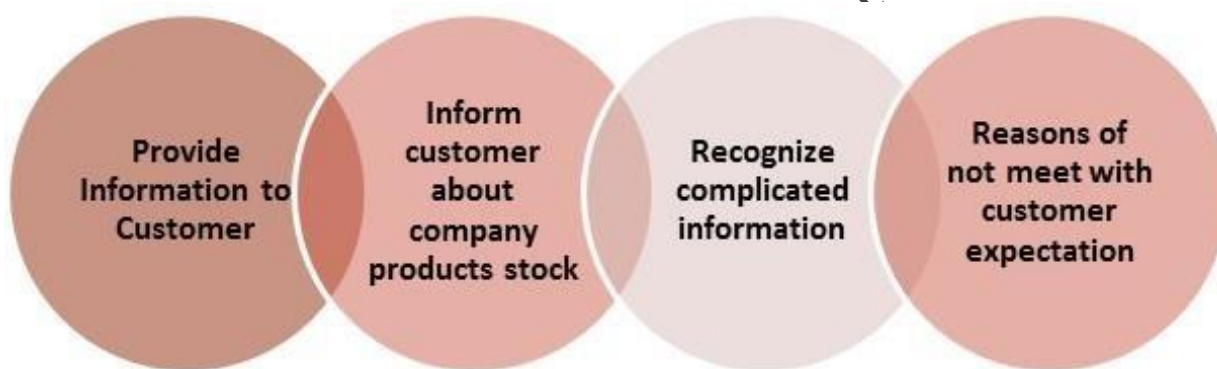 Provide
Information to
Customer
Inform
customer
about
company
products stock
Recognize
complicated
information
Reasons of
not meet with
customer
expectation